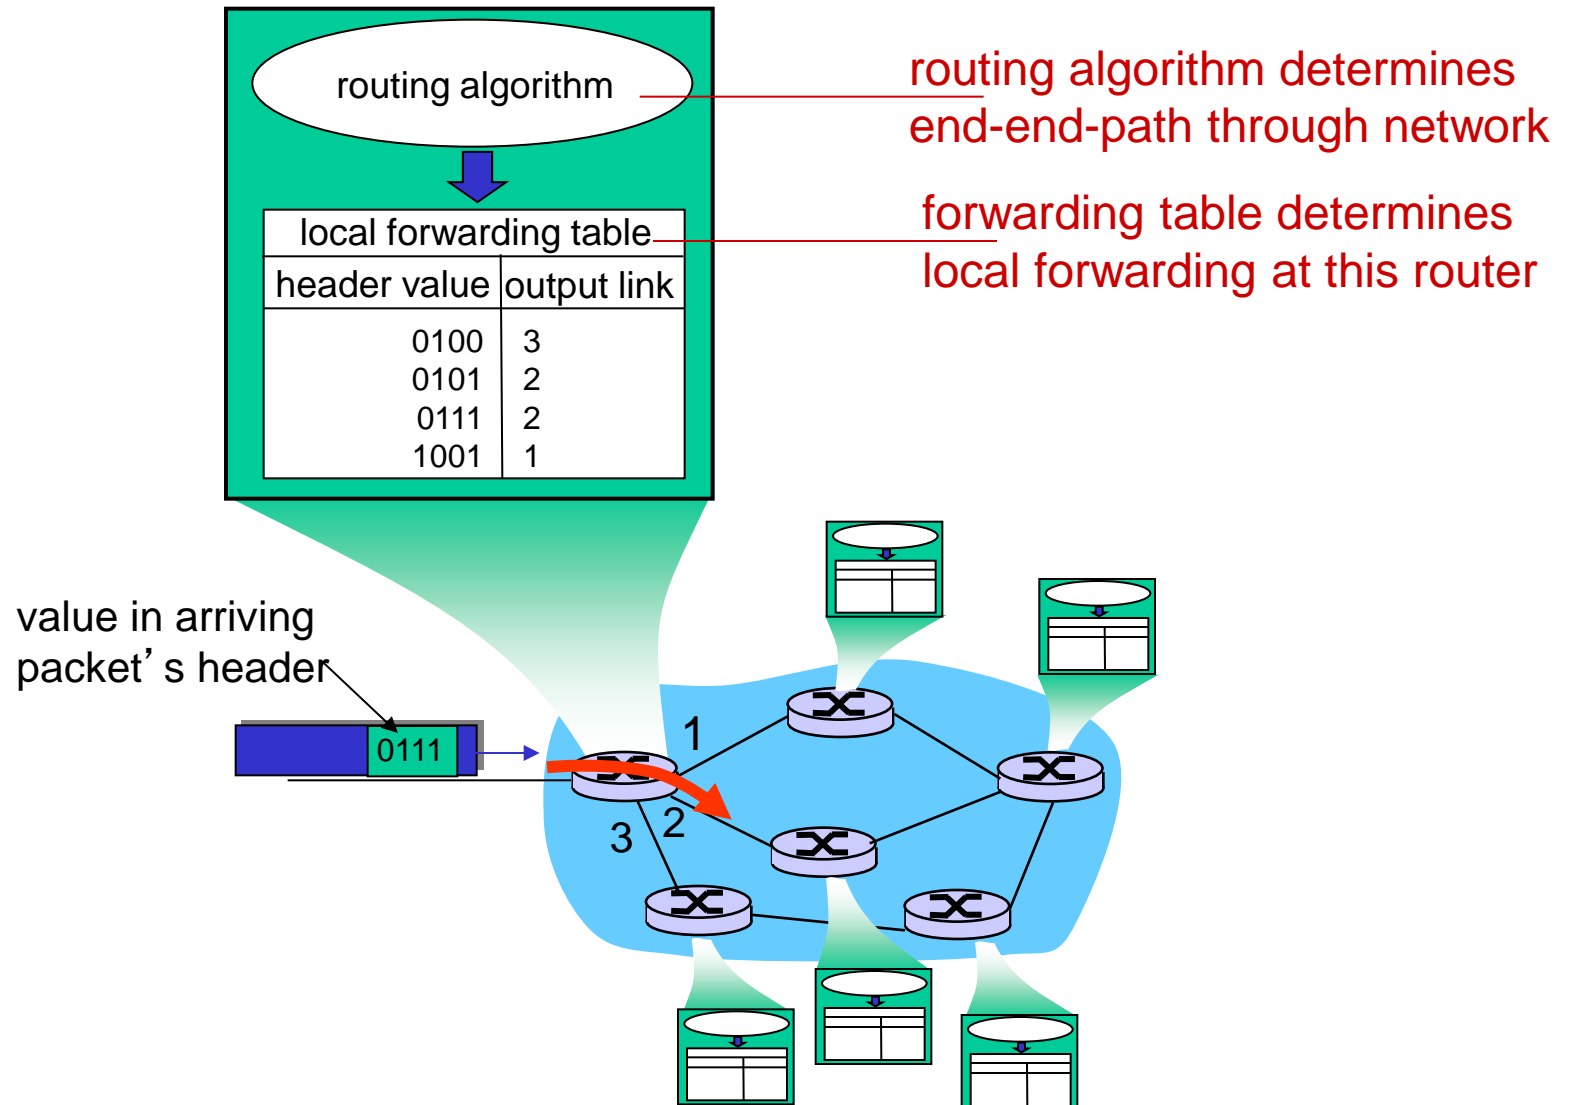 routing algorithm
routing algorithm determines
end-end-path through network
local forwarding table
forwarding table determines
local forwarding at this router
header value output link
0100 3
0101 2
0111 2
1001 1
value in arriving
packet’s header
0111
1
2
3